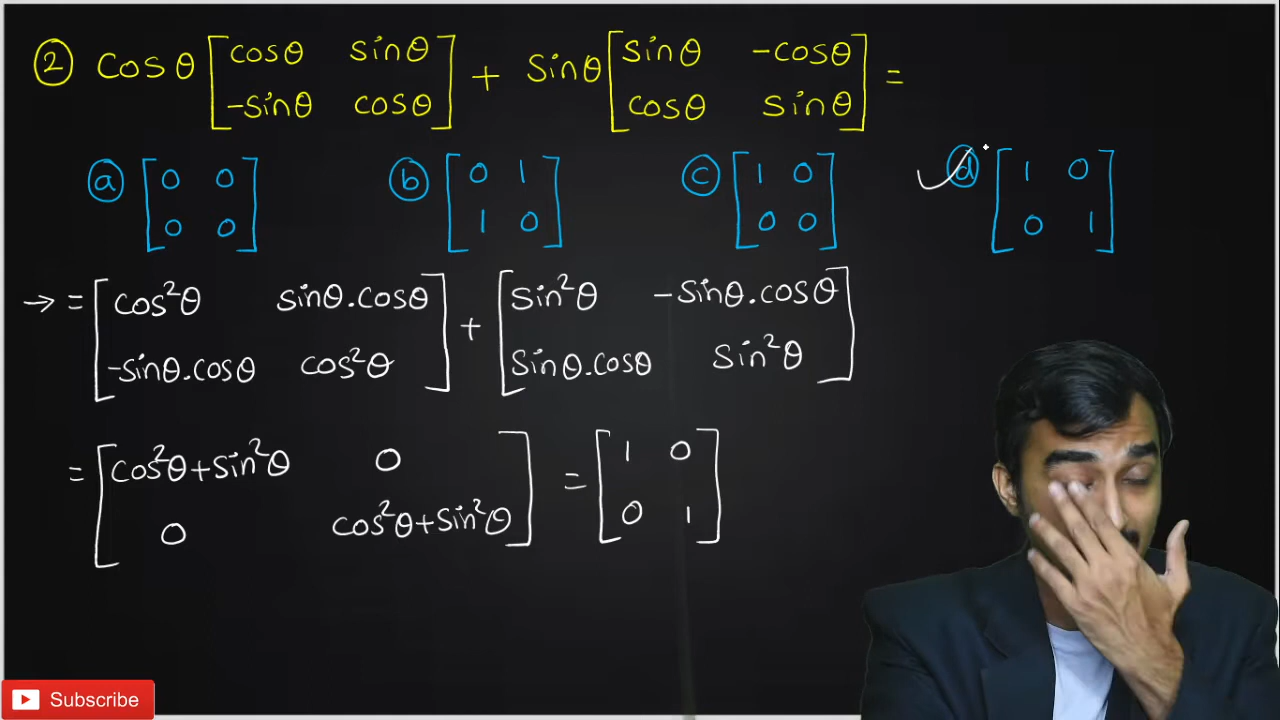 ② cosθ [cosθ sinθ] + sinθ [sinθ -cosθ] =
[-sinθ cosθ] [cosθ sinθ]
ⓐ [0 0] ⓑ [0 1] ⓒ [1 0] ⓓ [1 0]
[0 0] [1 0] [0 0] [0 1]
→ = [cos²θ sinθ.cosθ] + [sin²θ -sinθ.cosθ]
[-sinθ.cosθ cos²θ] [sinθ.cosθ sin²θ]
= [cos²θ+sin²θ 0] = [1 0]
[0 cos²θ+sin²θ] [0 1]
Subscribe